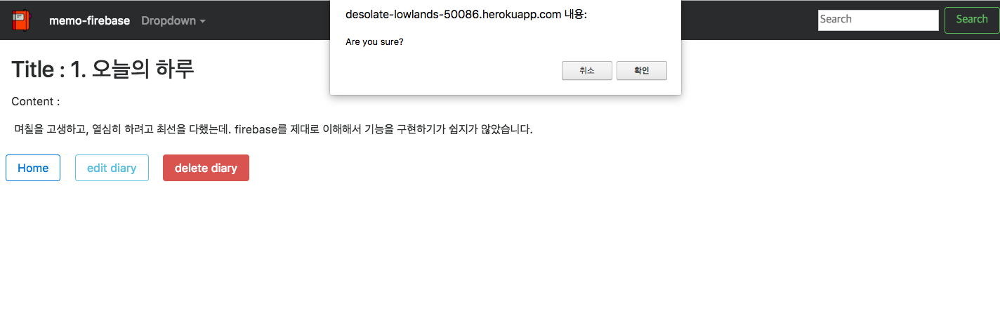 desolate-lowlands-50086.herokuapp.com 내용:
Are you sure?
취소 확인
memo-firebase Dropdown Search Search
Title : 1. 오늘의 하루
Content :
며칠을 고생하고, 열심히 하려고 최선을 다했는데. firebase를 제대로 이해해서 기능을 구현하기가 쉽지가 않았습니다.
Home edit diary delete diary